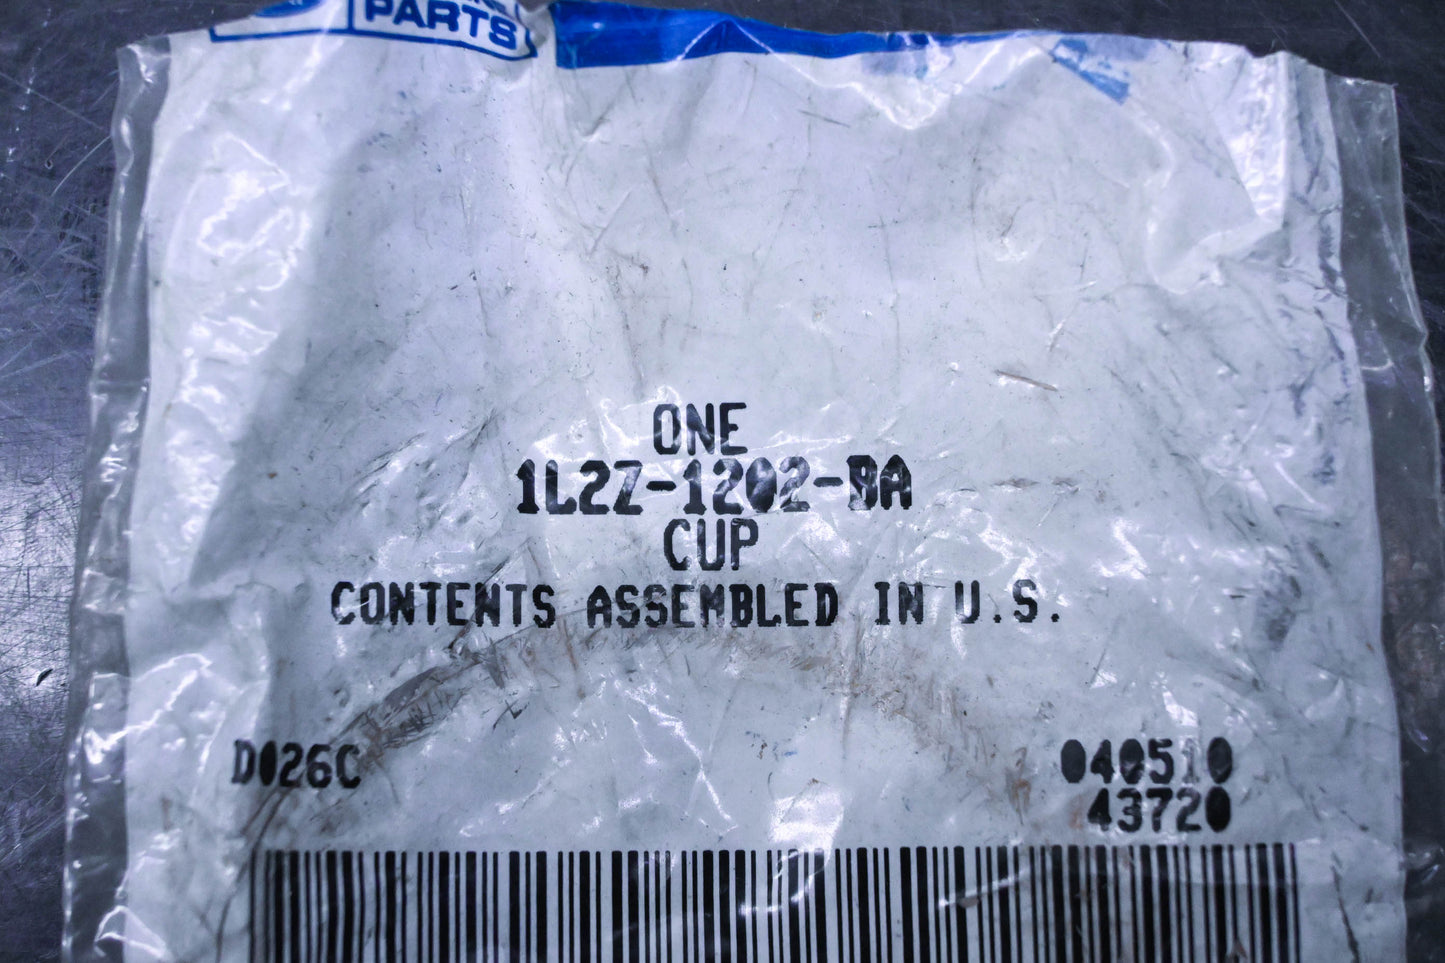 PARTS
ONE
1L2Z-1202-BA
CUP
CONTENTS ASSEMBLED IN U.S.
D026C
040510
43720